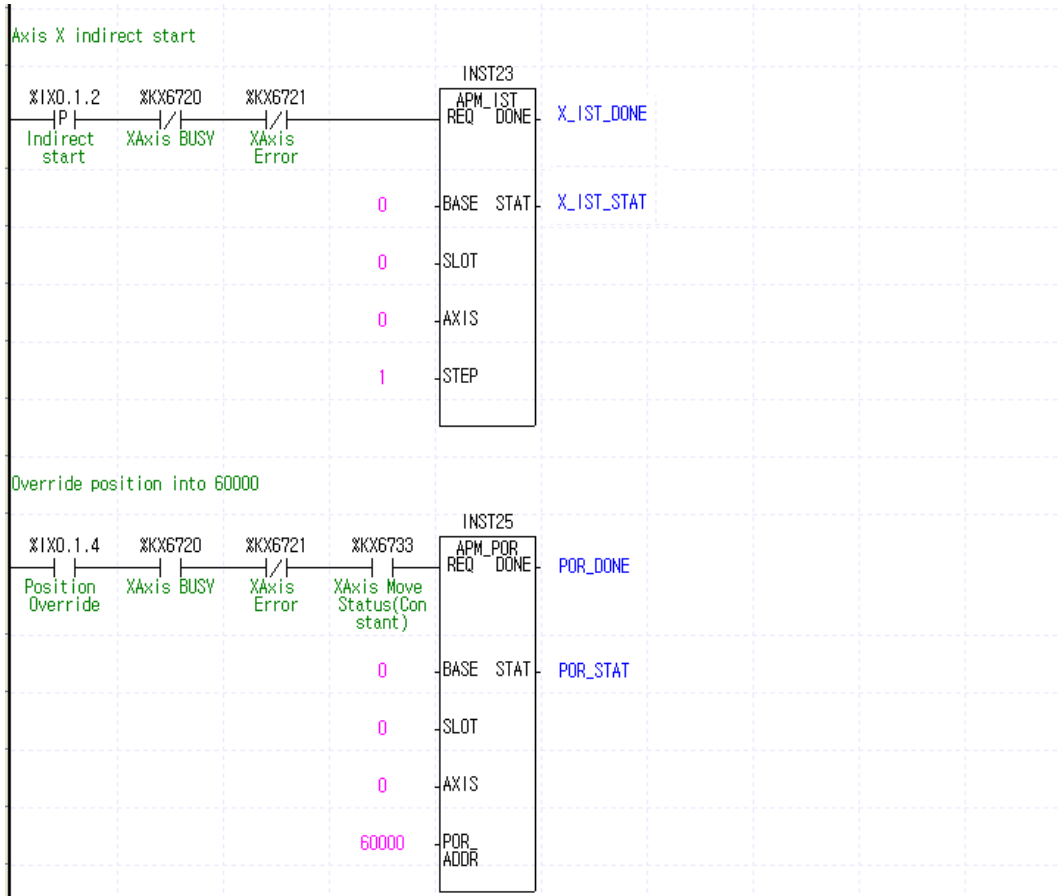 Axis X indirect start
INST23
%IX0.1.2 %KX6720 %KX6721 APM_IST
P REQ DONE X_IST_DONE
Indirect start XAxis BUSY XAxis Error
0 BASE STAT X_IST_STAT
0 SLOT
0 AXIS
1 STEP
Override position into 60000
INST25
%IX0.1.4 %KX6720 %KX6721 %KX6733 APM_POR
REQ DONE POR_DONE
Position Override XAxis BUSY XAxis Error XAxis Move Status(Constant)
0 BASE STAT POR_STAT
0 SLOT
0 AXIS
60000 POR_ADDR